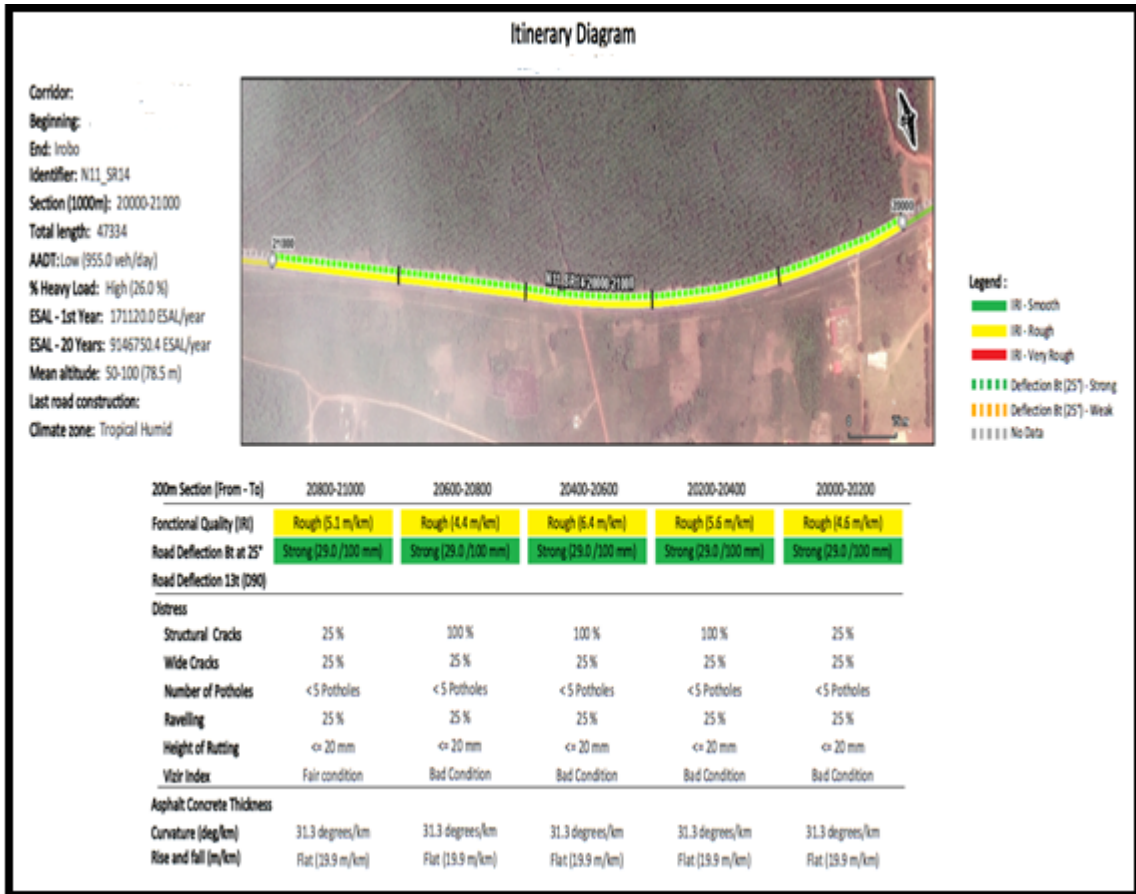 Itinerary Diagram
Corridor:
Beginning:
End: Irobo
Identifier: N11_SR14
Section (1000m): 20000-21000
Total length: 47334
AADT: Low (955.0 veh/day)
% Heavy Load: High (26.0 %)
ESAL - 1st Year: 171120.0 ESAL/year
ESAL - 20 Years: 9146750.4 ESAL/year
Mean altitude: 50-100 (78.5 m)
Last road construction:
Climate zone: Tropical Humid
20000
21000
N11_SR14:20000-21000
0
Legend :
IRI - Smooth
IRI - Rough
IRI - Very Rough
Deflection Bt (25°) - Strong
Deflection Bt (25°) - Weak
No Data
200m Section (From - To) 20800-21000 20600-20800 20400-20600 20200-20400 20000-20200
Fonctional Quality (IRI) Rough (5.1 m/km) Rough (4.4 m/km) Rough (6.4 m/km) Rough (5.6 m/km) Rough (4.6 m/km)
Road Deflection Bt at 25° Strong (29.0 /100 mm) Strong (29.0 /100 mm) Strong (29.0 /100 mm) Strong (29.0 /100 mm) Strong (29.0 /100 mm)
Road Deflection 13t (D90)
Distress
Structural Cracks 25 % 100 % 100 % 100 % 25 %
Wide Cracks 25 % 25 % 25 % 25 % 25 %
Number of Potholes < 5 Potholes < 5 Potholes < 5 Potholes < 5 Potholes < 5 Potholes
Ravelling 25 % 25 % 25 % 25 % 25 %
Height of Rutting <= 20 mm <= 20 mm <= 20 mm <= 20 mm <= 20 mm
Vizir Index Fair condition Bad Condition Bad Condition Bad Condition Bad Condition
Asphalt Concrete Thickness
Curvature (deg/km) 31.3 degrees/km 31.3 degrees/km 31.3 degrees/km 31.3 degrees/km 31.3 degrees/km
Rise and fall (m/km) Flat (19.9 m/km) Flat (19.9 m/km) Flat (19.9 m/km) Flat (19.9 m/km) Flat (19.9 m/km)